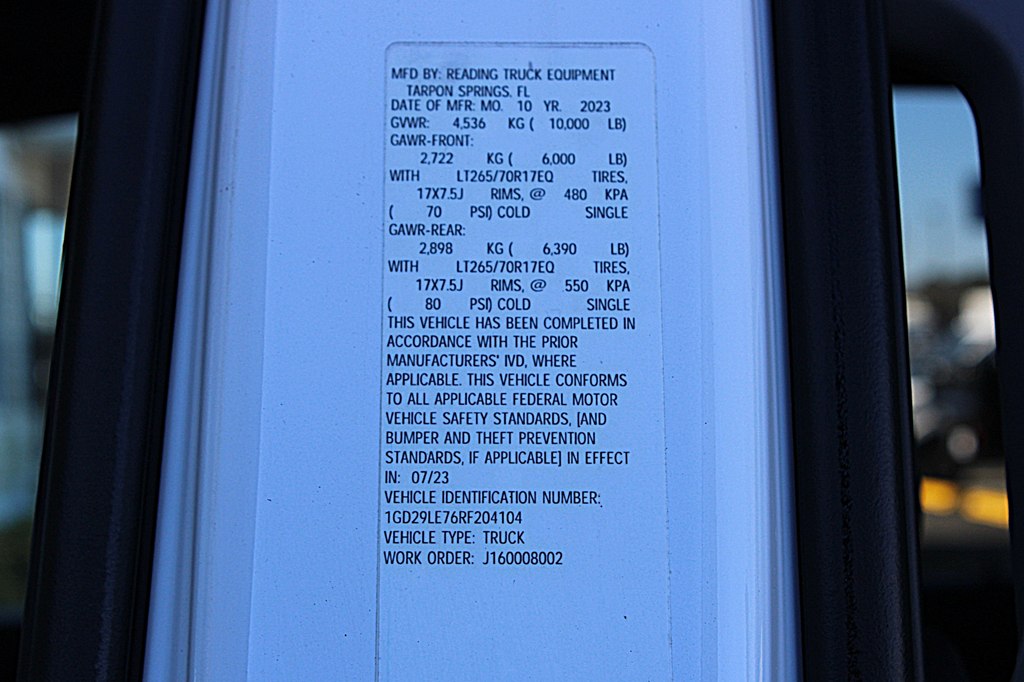 MFD BY: READING TRUCK EQUIPMENT
TARPON SPRINGS, FL
DATE OF MFR: MO. 10 YR. 2023
GVWR: 4,536 KG ( 10,000 LB)
GAWR-FRONT:
2,722 KG ( 6,000 LB)
WITH LT265/70R17EQ TIRES,
17X7.5J RIMS, @ 480 KPA
( 70 PSI) COLD SINGLE
GAWR-REAR:
2,898 KG ( 6,390 LB)
WITH LT265/70R17EQ TIRES,
17X7.5J RIMS, @ 550 KPA
( 80 PSI) COLD SINGLE
THIS VEHICLE HAS BEEN COMPLETED IN
ACCORDANCE WITH THE PRIOR
MANUFACTURERS' IVD, WHERE
APPLICABLE. THIS VEHICLE CONFORMS
TO ALL APPLICABLE FEDERAL MOTOR
VEHICLE SAFETY STANDARDS, [AND
BUMPER AND THEFT PREVENTION
STANDARDS, IF APPLICABLE] IN EFFECT
IN: 07/23
VEHICLE IDENTIFICATION NUMBER:
1GD29LE76RF204104
VEHICLE TYPE: TRUCK
WORK ORDER: J160008002